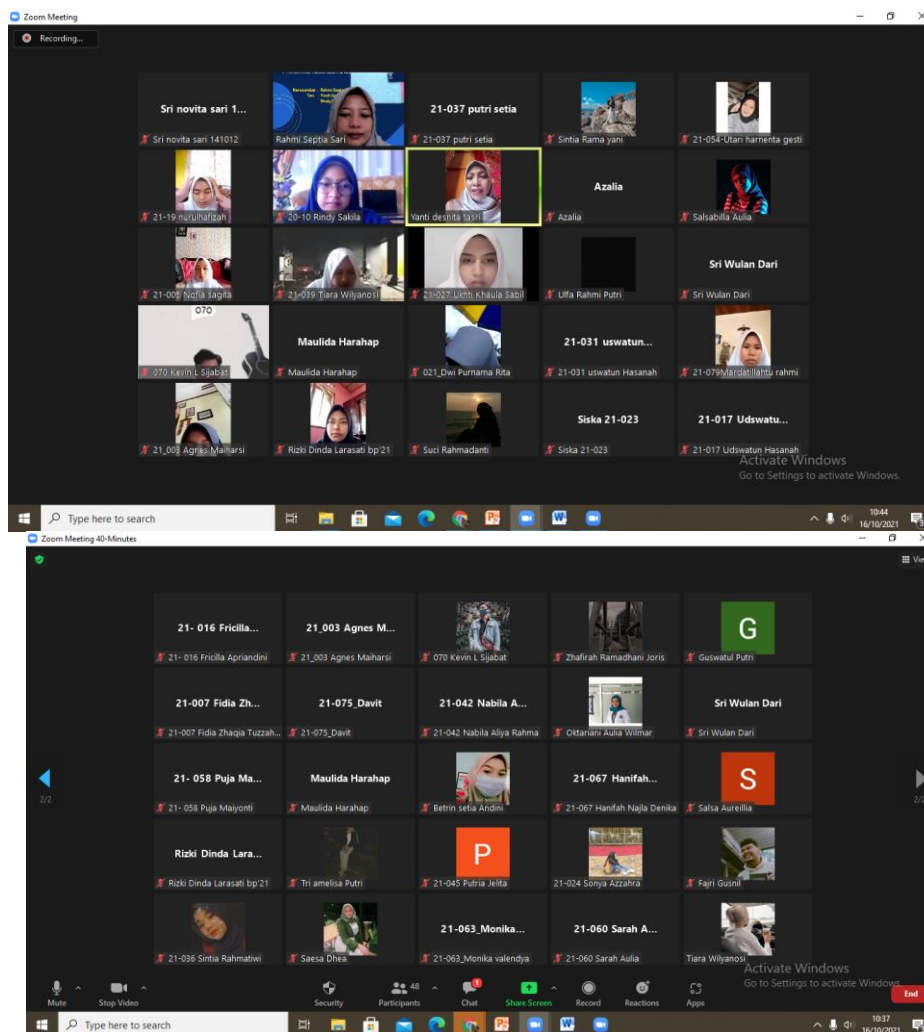 Zoom Meeting
Recording...
Sri novita sari 1... 21-037 putri setia
Sri novita sari 141012 Rahmi Septia Sari 21-037 putri setia Sintia Rama yani 21-054-Utari harnenta gesti
Azalia
21-19 nurulhafizah 20-10 Rindy Sakila Yanti desnita tasri Azalia Salsabilla Aulia
Sri Wulan Dari
21-005 Nofia sagita 21-039 Tiara Wilyanosi 21-027 Ukhti Khaula Sabil Ulfa Rahmi Putri Sri Wulan Dari
070
Maulida Harahap 21-031 uswatun...
070 Kevin L Sijabat Maulida Harahap 021_Dwi Purnama Rita 21-031 uswatun Hasanah 21-079Mardatillahtu rahmi
Siska 21-023 21-017 Udswatu...
21_003 Agnes Maiharsi Rizki Dinda Larasati bp'21 Suci Rahmadanti Siska 21-023 21-017 Udswatun Hasanah
Activate Windows
Go to Settings to activate Windows.
Type here to search 10:44
16/10/2021
Zoom Meeting 40-Minutes
View
21- 016 Fricilla... 21_003 Agnes M... G
21- 016 Fricilla Apriandini 21_003 Agnes Maiharsi 070 Kevin L Sijabat Zhafirah Ramadhani Joris Guswatul Putri
21-007 Fidia Zh... 21-075_Davit 21-042 Nabila A... Sri Wulan Dari
21-007 Fidia Zhaqia Tuzzah... 21-075_Davit 21-042 Nabila Aliya Rahma Oktariani Aulia Wilmar Sri Wulan Dari
2/2 2/2
21- 058 Puja Ma... Maulida Harahap 21-067 Hanifah... S
21- 058 Puja Maiyonti Maulida Harahap Betrin setia Andini 21-067 Hanifah Najla Denika Salsa Aureillia
Rizki Dinda Lara... P
Rizki Dinda Larasati bp'21 Tri amelisa Putri 21-045 Putria Jelita 21-024 Sonya Azzahra Fajri Gusnil
21-063_Monika... 21-060 Sarah A...
21-036 Sintia Rahmatiwi Saesa Dhea 21-063_Monika valendya 21-060 Sarah Aulia Tiara Wilyanosi
Activate Windows
Go to Settings to activate Windows.
48
Mute Stop Video Security Participants Chat Share Screen Record Reactions Apps End
Type here to search 10:37
16/10/2021